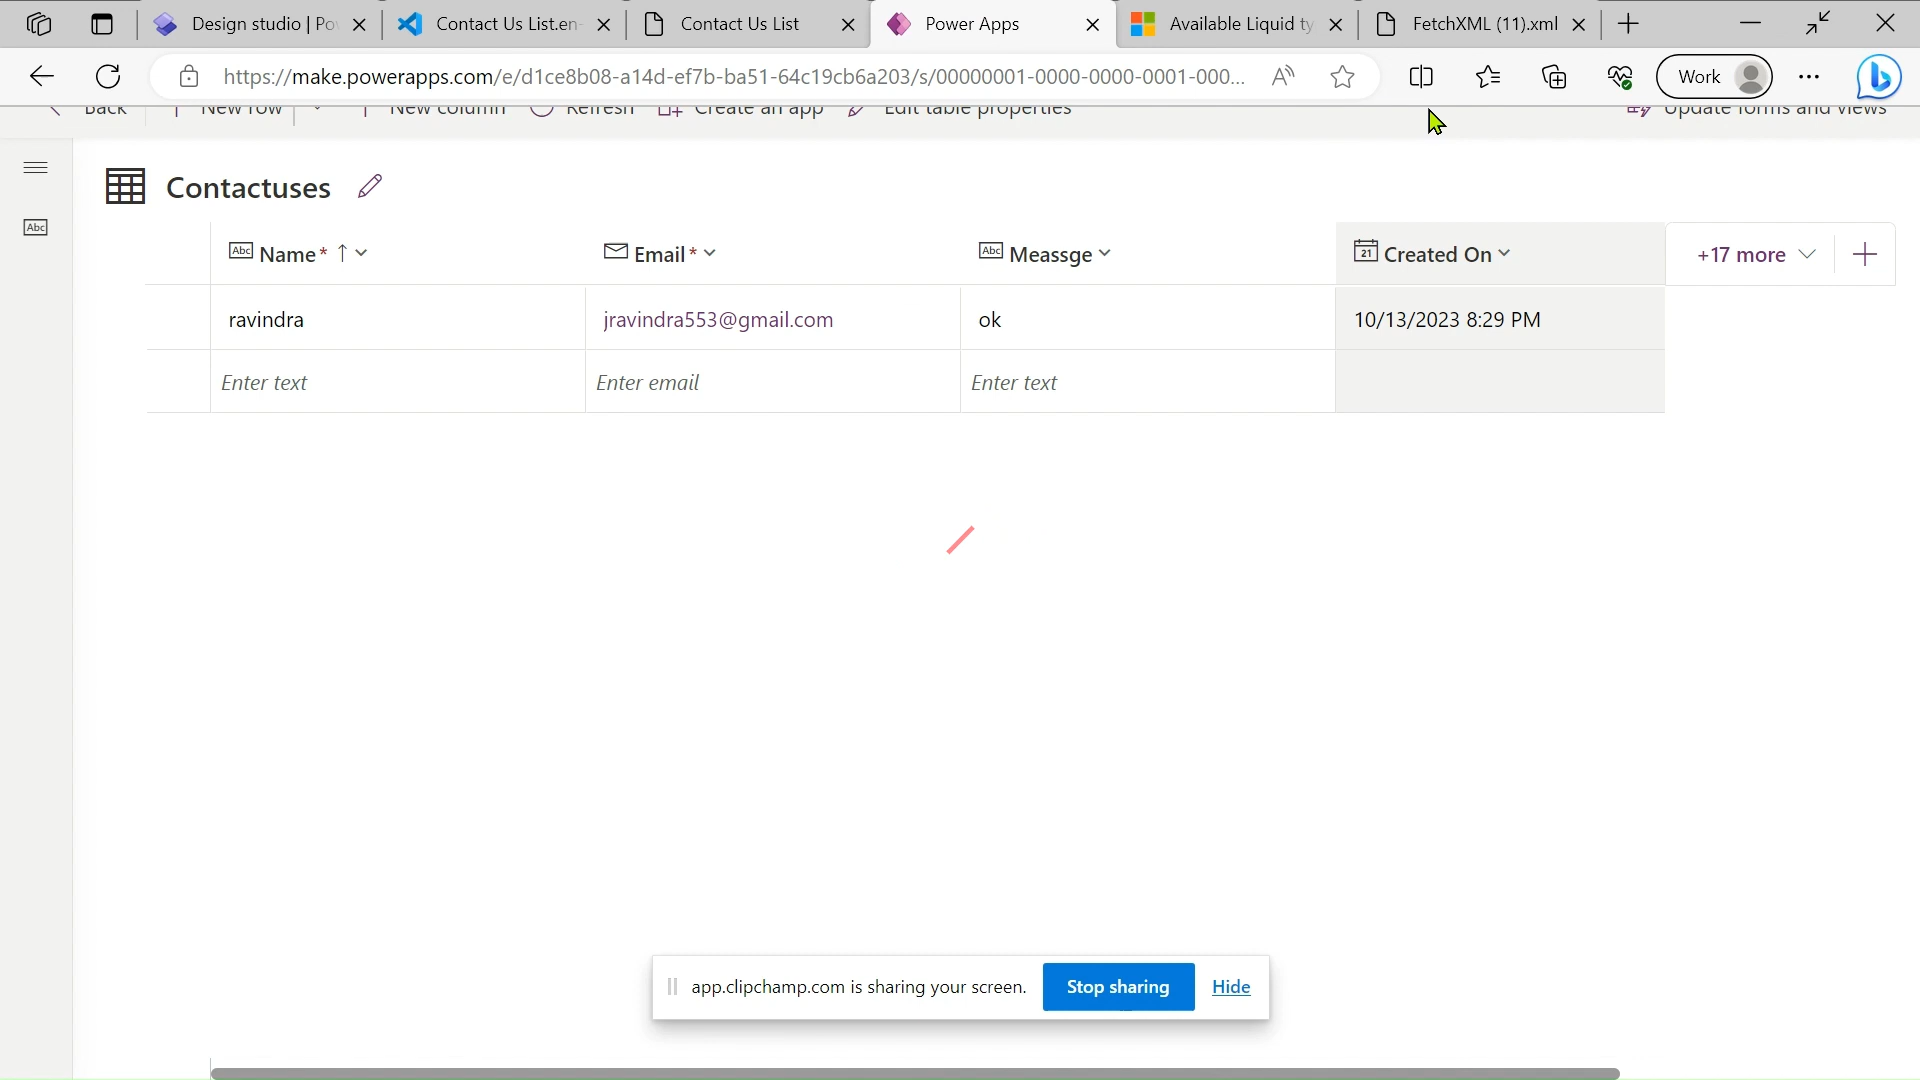 Design studio | Po
Contact Us List.en-
Contact Us List
Power Apps
Available Liquid ty
FetchXML (11).xml
https://make.powerapps.com/e/d1ce8b08-a14d-ef7b-ba51-64c19cb6a203/s/00000001-0000-0000-0001-000...
Work
Back
New row
New column
Refresh
Create an app
Edit table properties
Update forms and views
Contactuses
Abc
Abc Name* ↑
Email*
Abc Meassge
21 Created On
+17 more
ravindra
jravindra553@gmail.com
ok
10/13/2023 8:29 PM
Enter text
Enter email
Enter text
app.clipchamp.com is sharing your screen.
Stop sharing
Hide